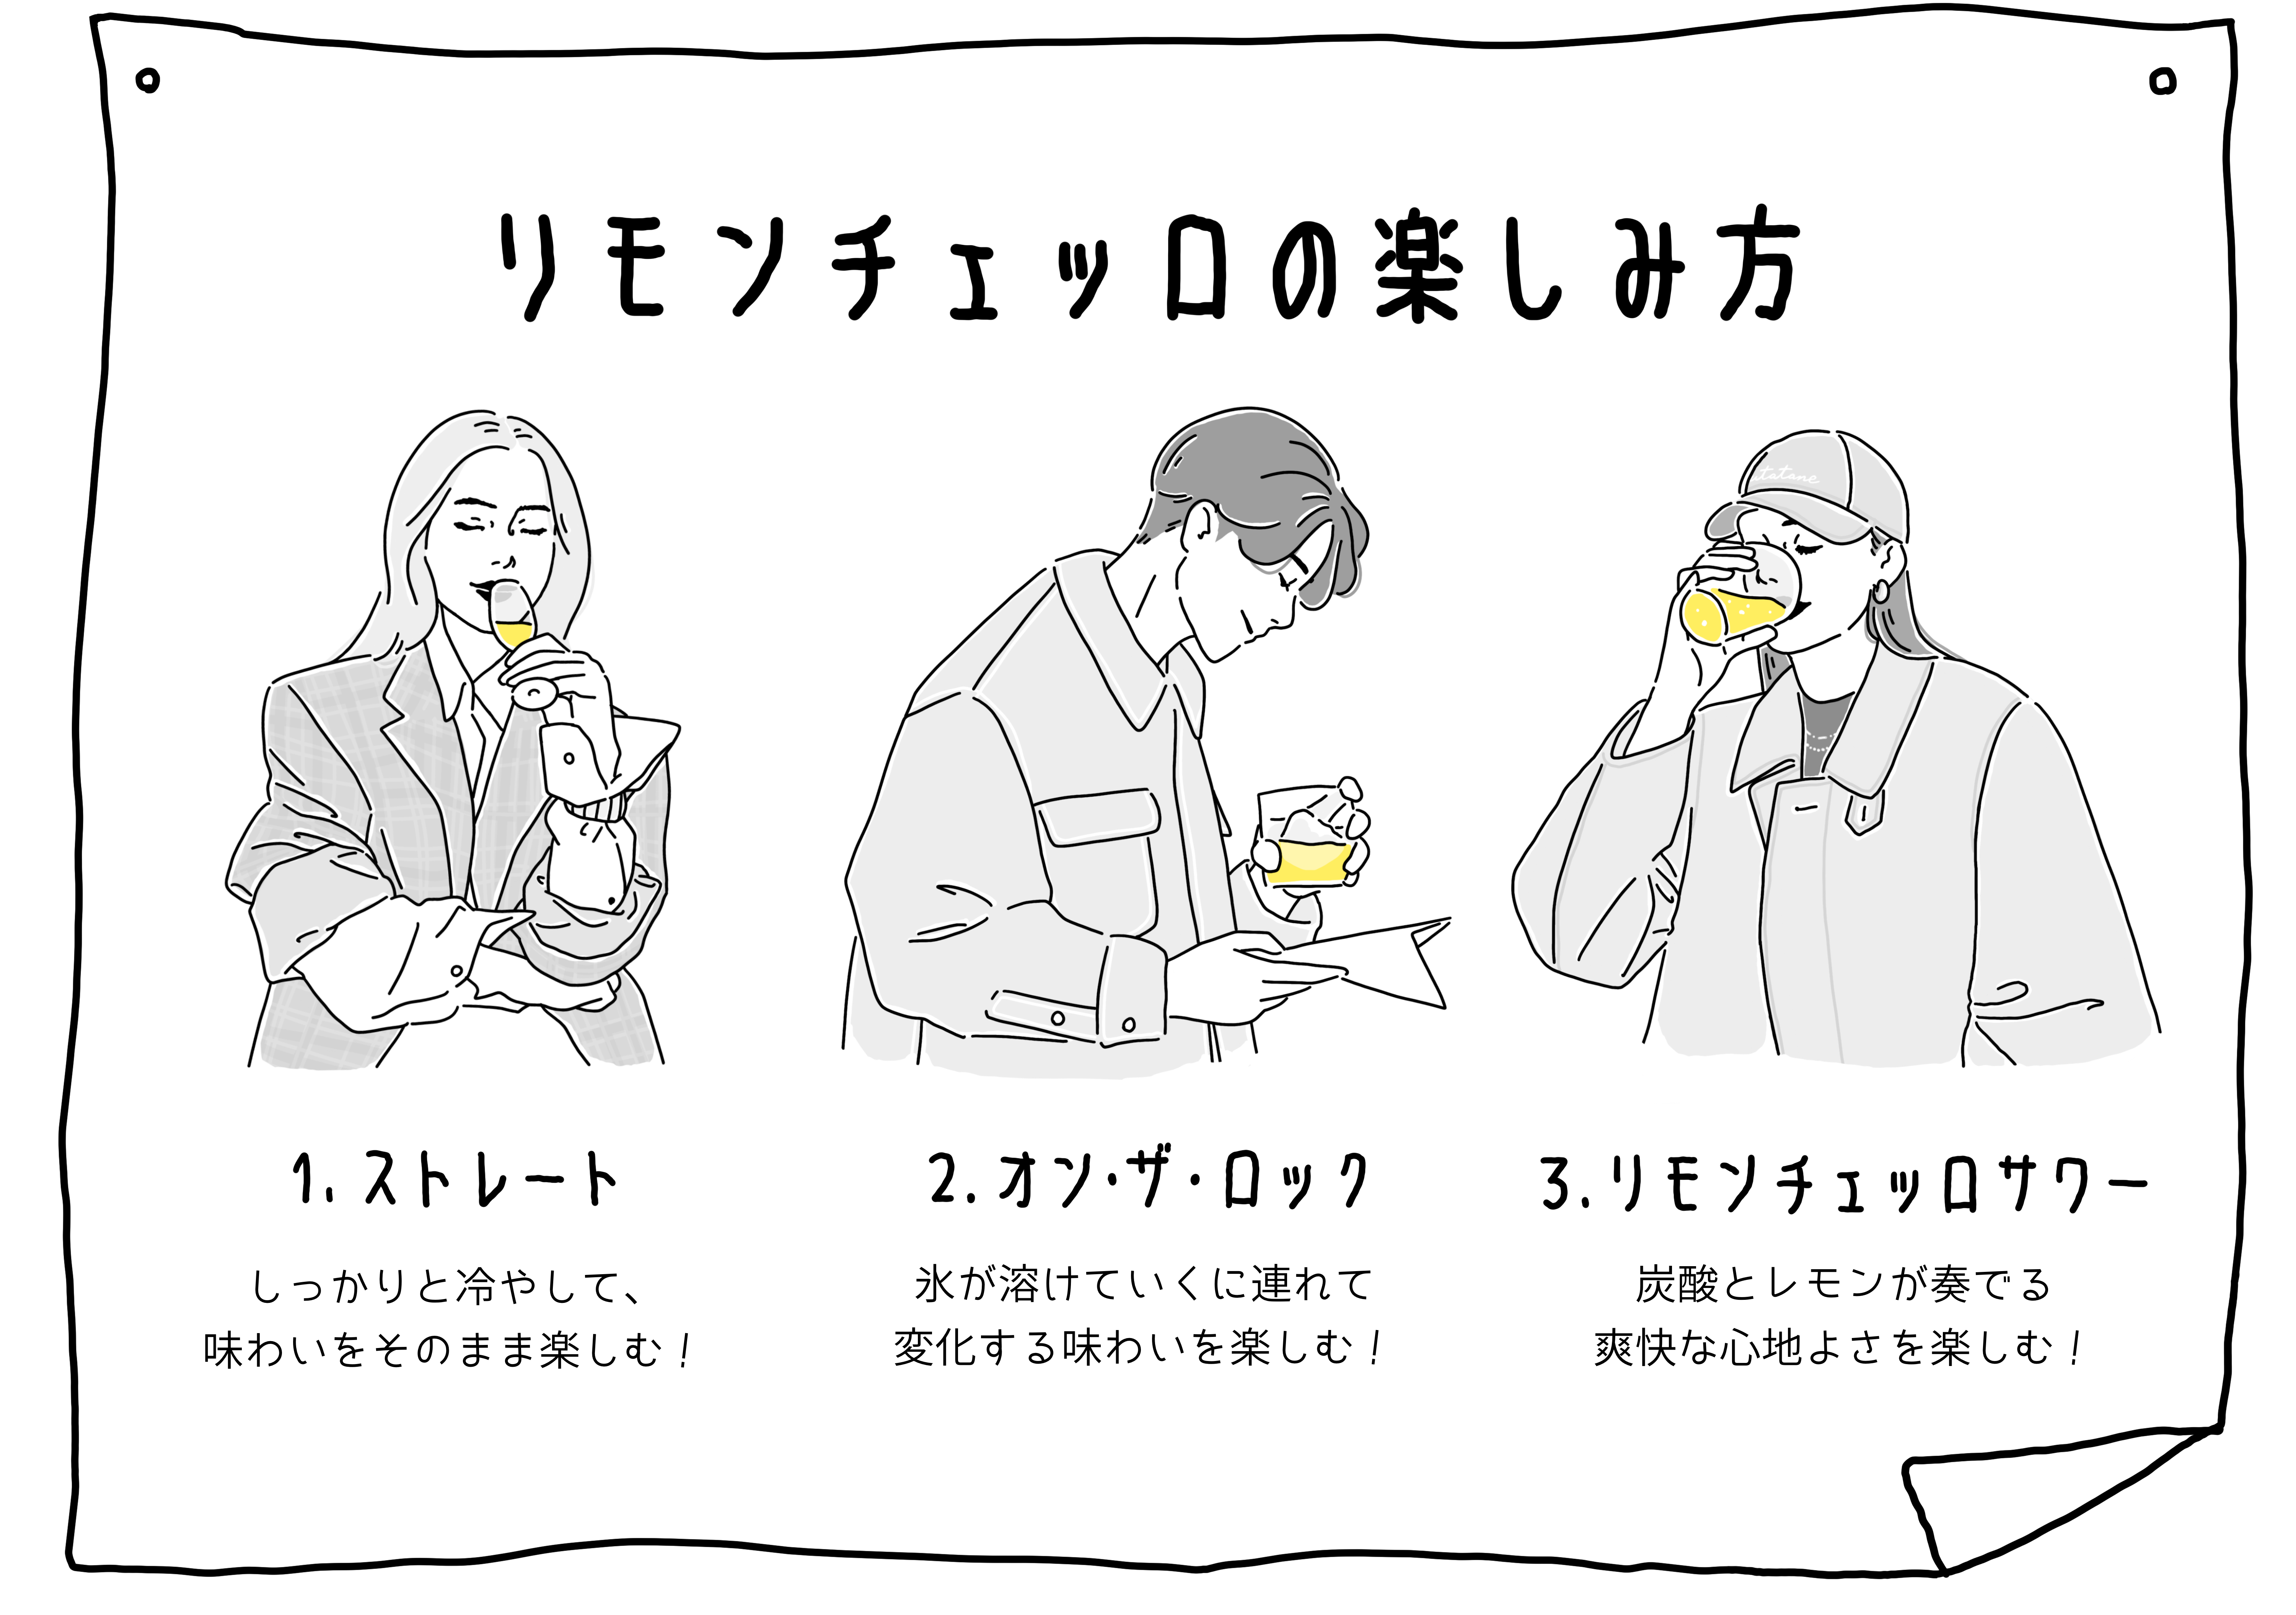 リモンチェッロの楽しみ方
tatane
1. ストレート
しっかりと冷やして、
味わいをそのまま楽しむ！
2. オン・ザ・ロック
氷が溶けていくに連れて
変化する味わいを楽しむ！
3. リモンチェッロサワー
炭酸とレモンが奏でる
爽快な心地よさを楽しむ！